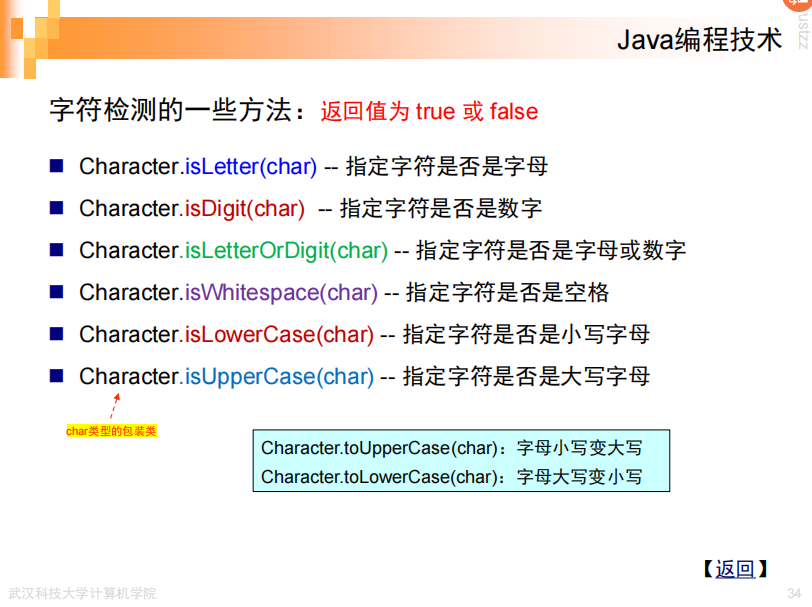 Java编程技术
ustzz
字符检测的一些方法：返回值为 true 或 false
Character.isLetter(char) -- 指定字符是否是字母
Character.isDigit(char) -- 指定字符是否是数字
Character.isLetterOrDigit(char) -- 指定字符是否是字母或数字
Character.isWhitespace(char) -- 指定字符是否是空格
Character.isLowerCase(char) -- 指定字符是否是小写字母
Character.isUpperCase(char) -- 指定字符是否是大写字母
char类型的包装类
Character.toUpperCase(char)：字母小写变大写
Character.toLowerCase(char)：字母大写变小写
【返回】
武汉科技大学计算机学院
34